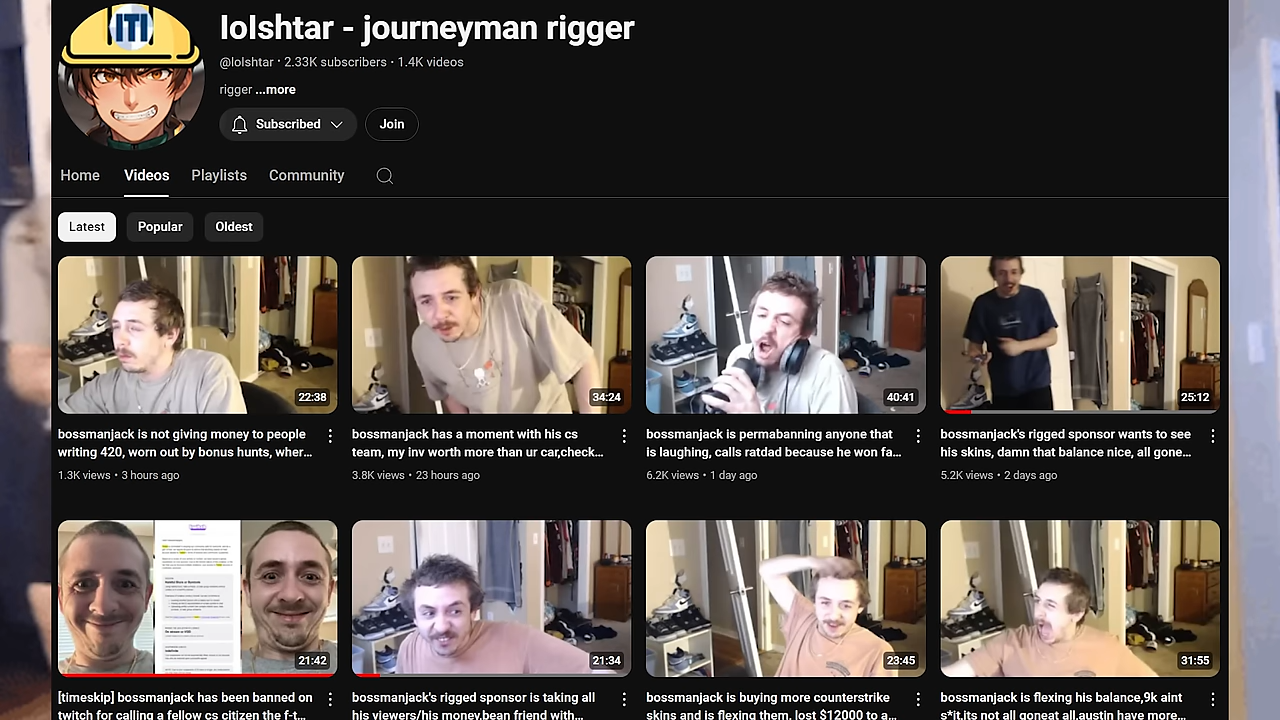 ITI
lolshtar - journeyman rigger
@lolshtar · 2.33K subscribers · 1.4K videos
rigger ...more
Subscribed
Join
Home Videos Playlists Community
Latest Popular Oldest
22:38
34:24
40:41
25:12
bossmanjack is not giving money to people
writing 420, worn out by bonus hunts, wher...
1.3K views · 3 hours ago
bossmanjack has a moment with his cs
team, my inv worth more than ur car,check...
3.8K views · 23 hours ago
bossmanjack is permabanning anyone that
is laughing, calls ratdad because he won fa...
6.2K views · 1 day ago
bossmanjack's rigged sponsor wants to see
his skins, damn that balance nice, all gone...
5.2K views · 2 days ago
21:42
21:34
23:45
31:55
[timeskip] bossmanjack has been banned on
twitch for calling a fellow cs citizen the f-t...
bossmanjack's rigged sponsor is taking all
his viewers/his money,bean friend with...
bossmanjack is buying more counterstrike
skins and is flexing them, lost $12000 to a...
bossmanjack is flexing his balance,9k aint
s*it,its not all gone,at al,austin have more...